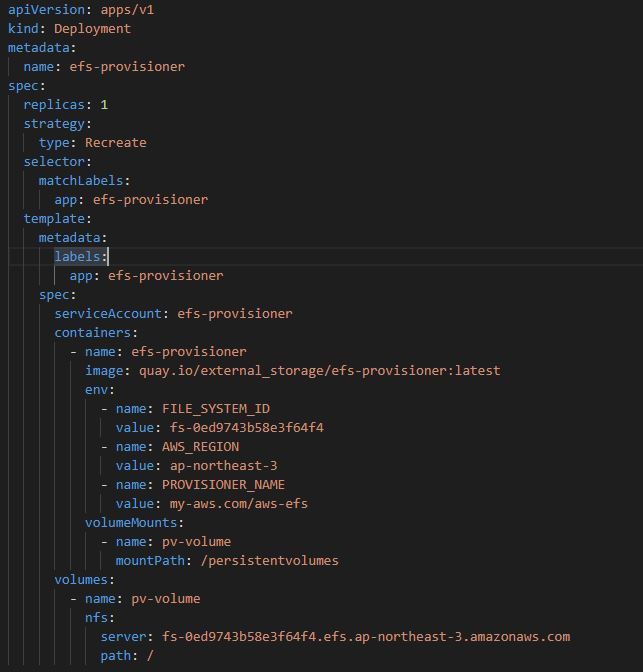 apiVersion: apps/v1
kind: Deployment
metadata:
  name: efs-provisioner
spec:
  replicas: 1
  strategy:
    type: Recreate
  selector:
    matchLabels:
      app: efs-provisioner
  template:
    metadata:
      labels:
        app: efs-provisioner
    spec:
      serviceAccount: efs-provisioner
      containers:
        - name: efs-provisioner
          image: quay.io/external_storage/efs-provisioner:latest
          env:
            - name: FILE_SYSTEM_ID
              value: fs-0ed9743b58e3f64f4
            - name: AWS_REGION
              value: ap-northeast-3
            - name: PROVISIONER_NAME
              value: my-aws.com/aws-efs
          volumeMounts:
            - name: pv-volume
              mountPath: /persistentvolumes
      volumes:
        - name: pv-volume
          nfs:
            server: fs-0ed9743b58e3f64f4.efs.ap-northeast-3.amazonaws.com
            path: /